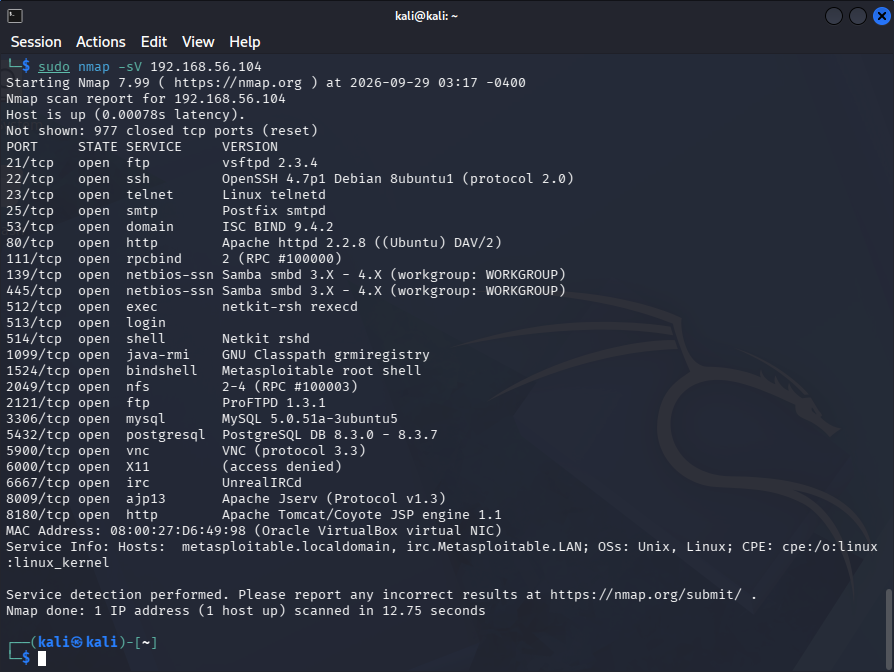 kali@kali: ~
Session Actions Edit View Help
└─$ sudo nmap -sV 192.168.56.104
Starting Nmap 7.99 ( https://nmap.org ) at 2026-09-29 03:17 -0400
Nmap scan report for 192.168.56.104
Host is up (0.00078s latency).
Not shown: 977 closed tcp ports (reset)
PORT     STATE SERVICE     VERSION
21/tcp   open  ftp         vsftpd 2.3.4
22/tcp   open  ssh         OpenSSH 4.7p1 Debian 8ubuntu1 (protocol 2.0)
23/tcp   open  telnet      Linux telnetd
25/tcp   open  smtp        Postfix smtpd
53/tcp   open  domain      ISC BIND 9.4.2
80/tcp   open  http        Apache httpd 2.2.8 ((Ubuntu) DAV/2)
111/tcp  open  rpcbind     2 (RPC #100000)
139/tcp  open  netbios-ssn Samba smbd 3.X - 4.X (workgroup: WORKGROUP)
445/tcp  open  netbios-ssn Samba smbd 3.X - 4.X (workgroup: WORKGROUP)
512/tcp  open  exec        netkit-rsh rexecd
513/tcp  open  login
514/tcp  open  shell       Netkit rshd
1099/tcp open  java-rmi    GNU Classpath grmiregistry
1524/tcp open  bindshell   Metasploitable root shell
2049/tcp open  nfs         2-4 (RPC #100003)
2121/tcp open  ftp         ProFTPD 1.3.1
3306/tcp open  mysql       MySQL 5.0.51a-3ubuntu5
5432/tcp open  postgresql  PostgreSQL DB 8.3.0 - 8.3.7
5900/tcp open  vnc         VNC (protocol 3.3)
6000/tcp open  X11         (access denied)
6667/tcp open  irc         UnrealIRCd
8009/tcp open  ajp13       Apache Jserv (Protocol v1.3)
8180/tcp open  http        Apache Tomcat/Coyote JSP engine 1.1
MAC Address: 08:00:27:D6:49:98 (Oracle VirtualBox virtual NIC)
Service Info: Hosts:  metasploitable.localdomain, irc.Metasploitable.LAN; OSs: Unix, Linux; CPE: cpe:/o:linux
:linux_kernel
Service detection performed. Please report any incorrect results at https://nmap.org/submit/ .
Nmap done: 1 IP address (1 host up) scanned in 12.75 seconds
┌──(kali㉿kali)-[~]
└─$